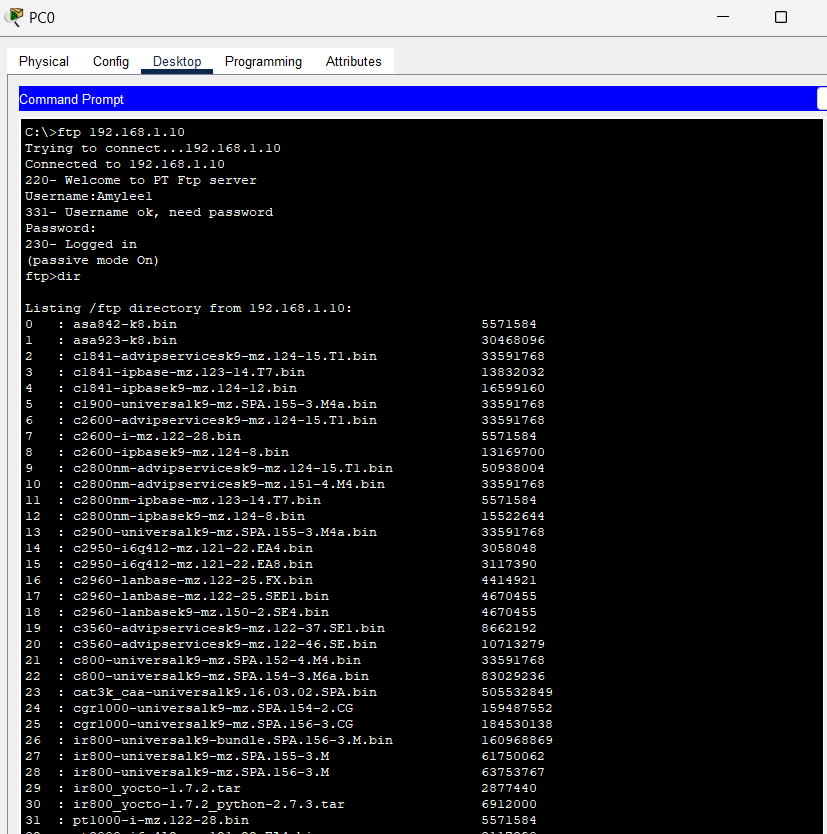 PC0
Physical Config Desktop Programming Attributes
Command Prompt
C:\>ftp 192.168.1.10
Trying to connect...192.168.1.10
Connected to 192.168.1.10
220- Welcome to PT Ftp server
Username:Amylee1
331- Username ok, need password
Password:
230- Logged in
(passive mode On)
ftp>dir
Listing /ftp directory from 192.168.1.10:
0 : asa842-k8.bin 5571584
1 : asa923-k8.bin 30468096
2 : c1841-advipservicesk9-mz.124-15.T1.bin 33591768
3 : c1841-ipbase-mz.123-14.T7.bin 13832032
4 : c1841-ipbasek9-mz.124-12.bin 16599160
5 : c1900-universalk9-mz.SPA.155-3.M4a.bin 33591768
6 : c2600-advipservicesk9-mz.124-15.T1.bin 33591768
7 : c2600-i-mz.122-28.bin 5571584
8 : c2600-ipbasek9-mz.124-8.bin 13169700
9 : c2800nm-advipservicesk9-mz.124-15.T1.bin 50938004
10 : c2800nm-advipservicesk9-mz.151-4.M4.bin 33591768
11 : c2800nm-ipbase-mz.123-14.T7.bin 5571584
12 : c2800nm-ipbasek9-mz.124-8.bin 15522644
13 : c2900-universalk9-mz.SPA.155-3.M4a.bin 33591768
14 : c2950-i6q4l2-mz.121-22.EA4.bin 3058048
15 : c2950-i6q4l2-mz.121-22.EA8.bin 3117390
16 : c2960-lanbase-mz.122-25.FX.bin 4414921
17 : c2960-lanbase-mz.122-25.SEE1.bin 4670455
18 : c2960-lanbasek9-mz.150-2.SE4.bin 4670455
19 : c3560-advipservicesk9-mz.122-37.SE1.bin 8662192
20 : c3560-advipservicesk9-mz.122-46.SE.bin 10713279
21 : c800-universalk9-mz.SPA.152-4.M4.bin 33591768
22 : c800-universalk9-mz.SPA.154-3.M6a.bin 83029236
23 : cat3k_caa-universalk9.16.03.02.SPA.bin 505532849
24 : cgr1000-universalk9-mz.SPA.154-2.CG 159487552
25 : cgr1000-universalk9-mz.SPA.156-3.CG 184530138
26 : ir800-universalk9-bundle.SPA.156-3.M.bin 160968869
27 : ir800-universalk9-mz.SPA.155-3.M 61750062
28 : ir800-universalk9-mz.SPA.156-3.M 63753767
29 : ir800_yocto-1.7.2.tar 2877440
30 : ir800_yocto-1.7.2_python-2.7.3.tar 6912000
31 : pt1000-i-mz.122-28.bin 5571584